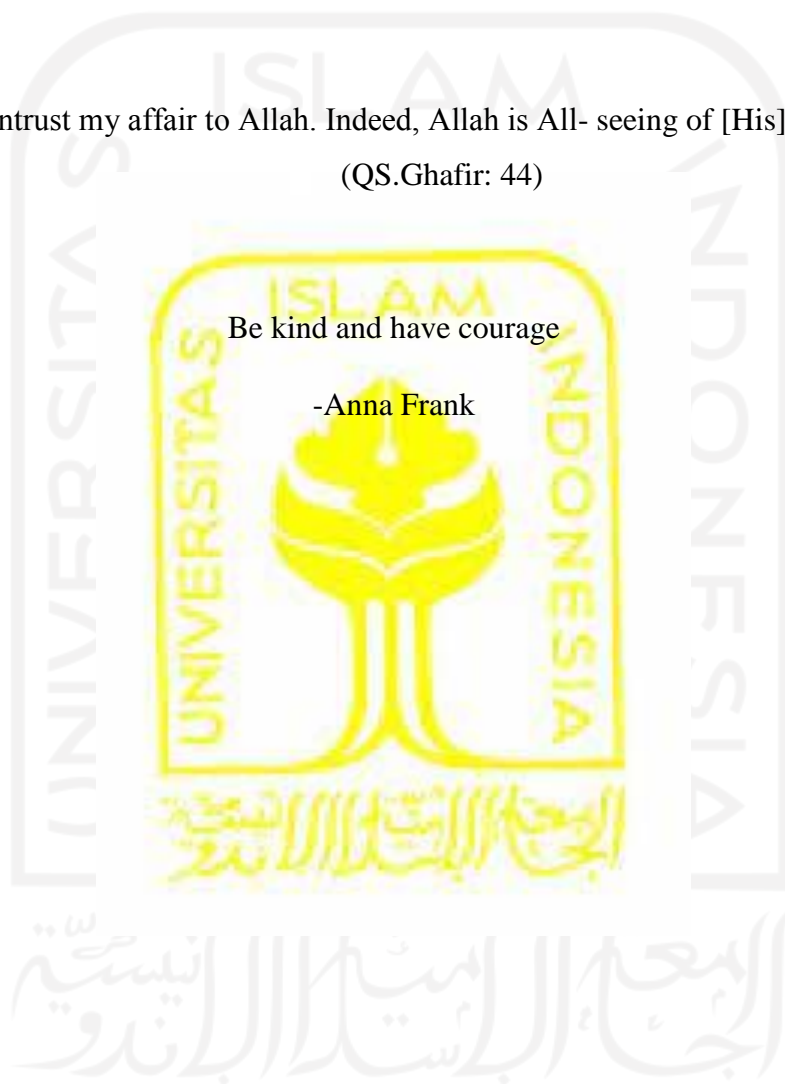 ntrust my affair to Allah. Indeed, Allah is All- seeing of [His]
(QS.Ghafir: 44)
ISLAM
Be kind and have courage
-Anna Frank
UNIVERSITAS
INDONESIA